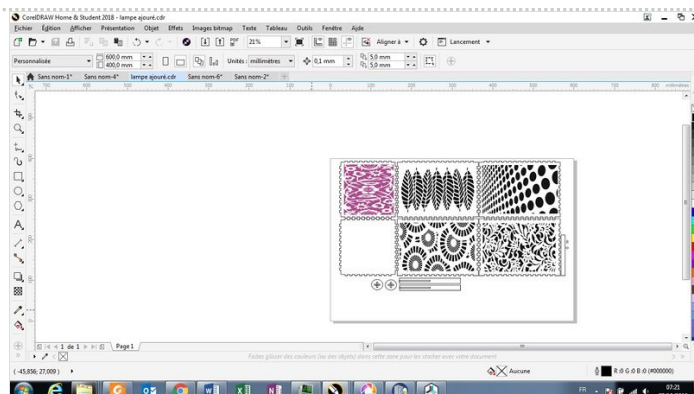 CorelDRAW Home & Student 2018 - lampe ajouré.cdr
Fichier Édition Afficher Présentation Objet Effets Images bitmap Texte Tableau Outils Fenêtre Ajde
PDF 21% Aligner à Lancement
Personnalisée 600,0 mm 400,0 mm Unités : millimètres 0,1 mm 5,0 mm 5,0 mm
Sans nom-1* Sans nom-4* lampe ajouré.cdr Sans nom-6* Sans nom-2*
millimètres
1 de 1 Page1
Faites glisser des couleurs (ou des objets) dans cette zone pour les stocker avec votre document
( -45,856; 27,009 ) Aucune R :0 G :0 B :0 (#000000)
FR 07:21